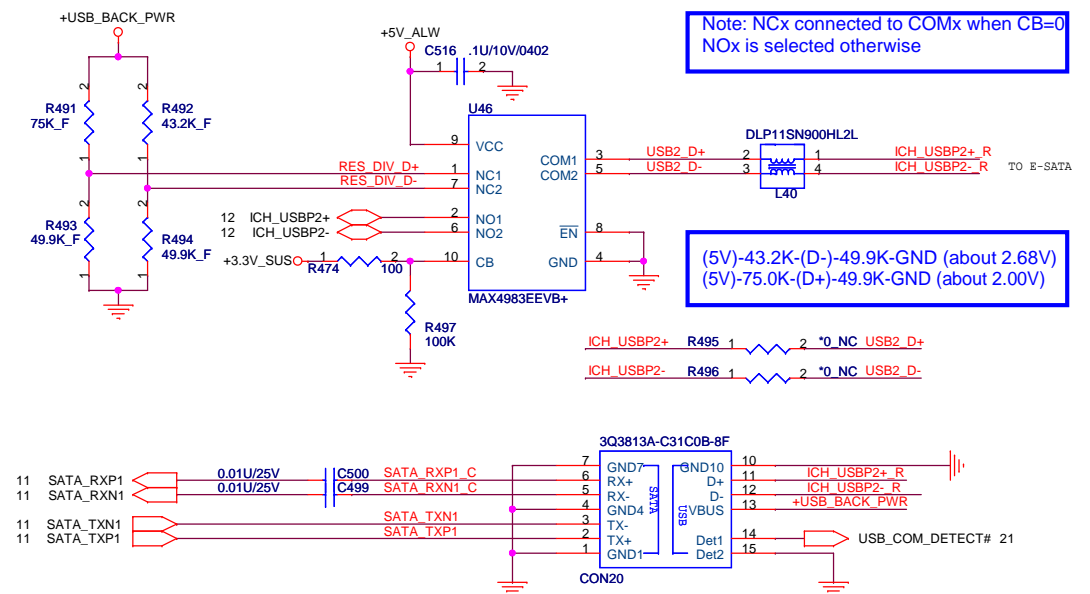 +USB_BACK_PWR
+5V_ALW
C516 .1U/10V/0402
1 2
Note: NCx connected to COMx when CB=0
NOx is selected otherwise
2 2
R491
75K_F
R492
43.2K_F
1 1
U46
9 VCC
RES_DIV_D+ 1 NC1
RES_DIV_D- 7 NC2
COM1 3 USB2_D+
COM2 5 USB2_D-
DLP11SN900HL2L
2 1 ICH_USBP2+_R
3 4 ICH_USBP2-_R
L40
TO E-SATA
2 2
R493
49.9K_F
R494
49.9K_F
1 1
12 ICH_USBP2+ 2 NO1
12 ICH_USBP2- 6 NO2
EN 8
+3.3V_SUS 1 2 10 CB
R474 100
GND 4
MAX4983EEVB+
R497
100K
(5V)-43.2K-(D-)-49.9K-GND (about 2.68V)
(5V)-75.0K-(D+)-49.9K-GND (about 2.00V)
ICH_USBP2+ R495 1 2 *0_NC USB2_D+
ICH_USBP2- R496 1 2 *0_NC USB2_D-
3Q3813A-C31C0B-8F
7 GND7 GND10 10
11 SATA_RXP1 0.01U/25V C500 SATA_RXP1_C 6 RX+ D+ 11 ICH_USBP2+_R
11 SATA_RXN1 0.01U/25V C499 SATA_RXN1_C 5 RX- D- 12 ICH_USBP2-_R
4 GND4 VBUS 13 +USB_BACK_PWR
SATA USB
11 SATA_TXN1 SATA_TXN1 3 TX-
11 SATA_TXP1 SATA_TXP1 2 TX+ Det1 14 USB_COM_DETECT# 21
1 GND1 Det2 15
CON20